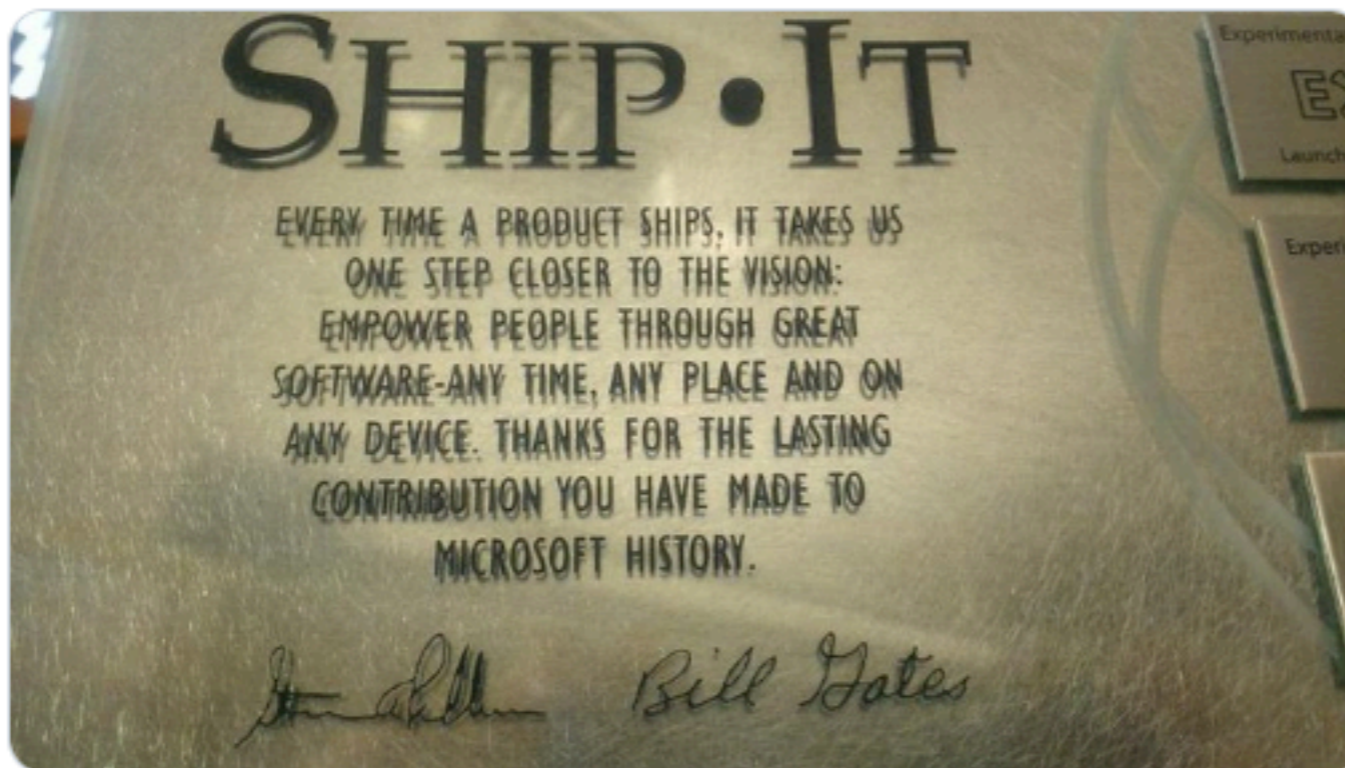 SHIP•IT
EVERY TIME A PRODUCT SHIPS, IT TAKES US
ONE STEP CLOSER TO THE VISION:
EMPOWER PEOPLE THROUGH GREAT
SOFTWARE-ANY TIME, ANY PLACE AND ON
ANY DEVICE. THANKS FOR THE LASTING
CONTRIBUTION YOU HAVE MADE TO
MICROSOFT HISTORY.
Bill Gates
Launch